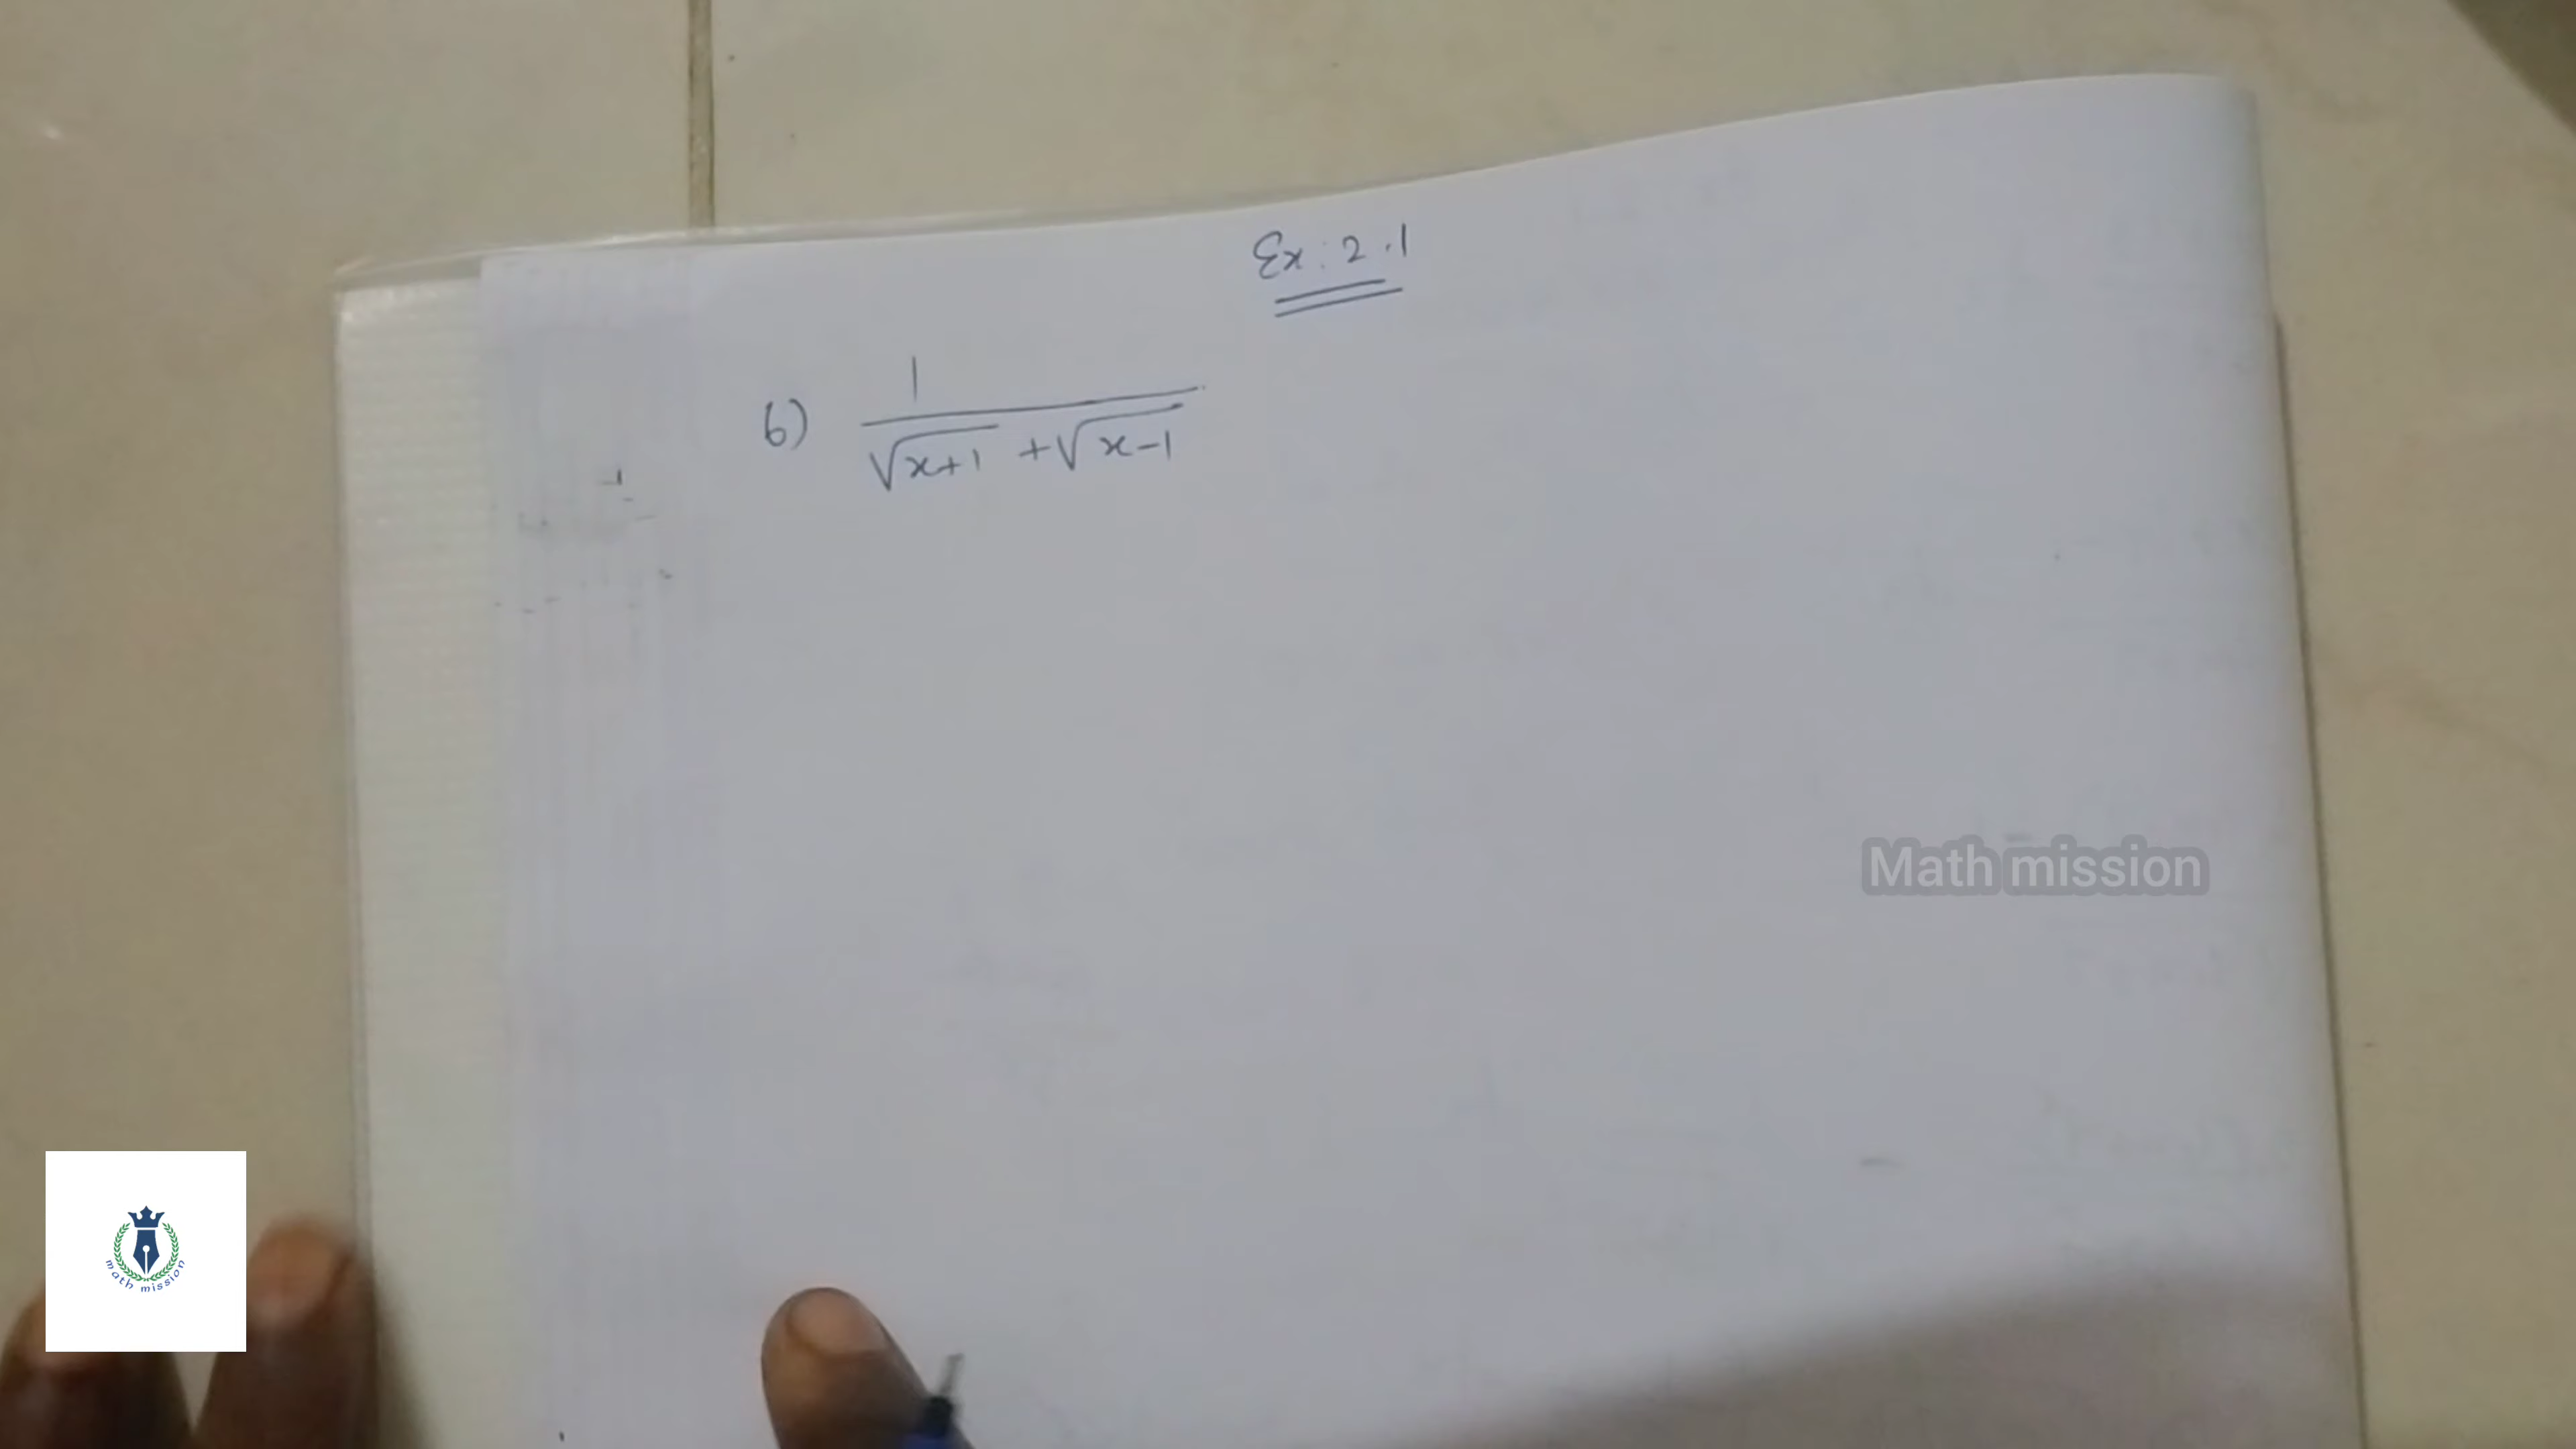 Ex : 2.1
6) 1
√x+1 + √x-1
Math mission
math mission